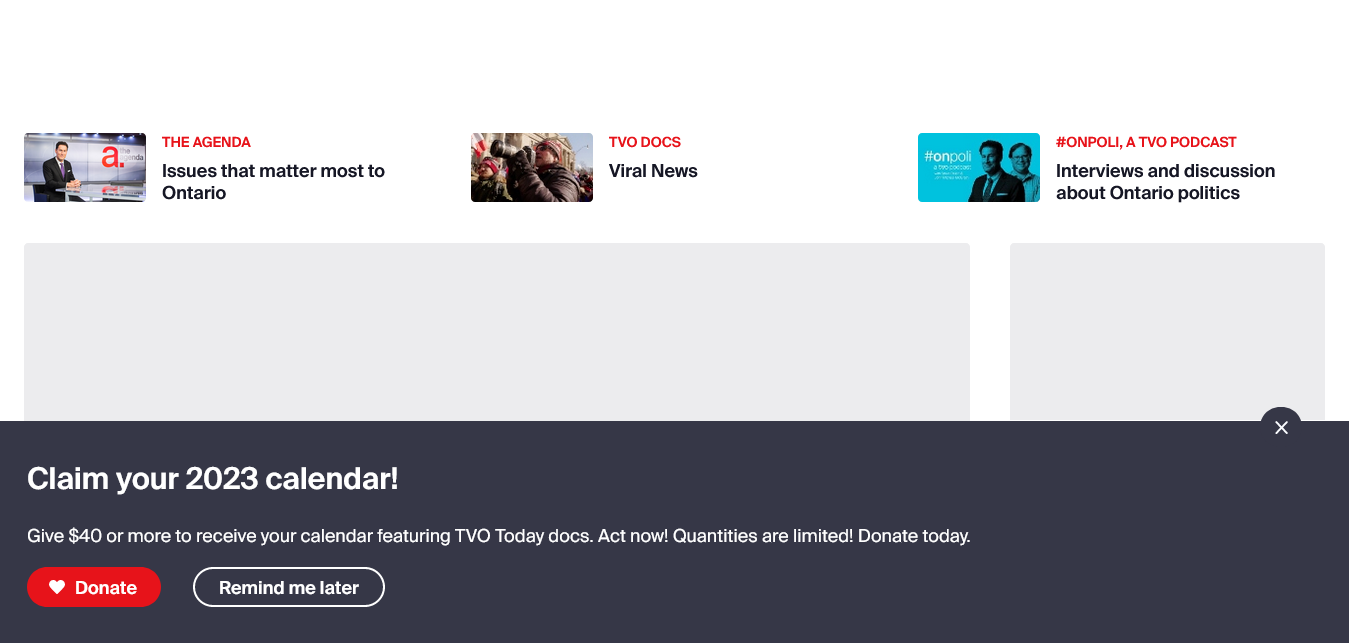 a.
the
agenda
THE AGENDA
Issues that matter most to
Ontario
TVO DOCS
Viral News
#onpoli
a tvo podcast
#ONPOLI, A TVO PODCAST
Interviews and discussion
about Ontario politics
Claim your 2023 calendar!
Give $40 or more to receive your calendar featuring TVO Today docs. Act now! Quantities are limited! Donate today.
Donate
Remind me later